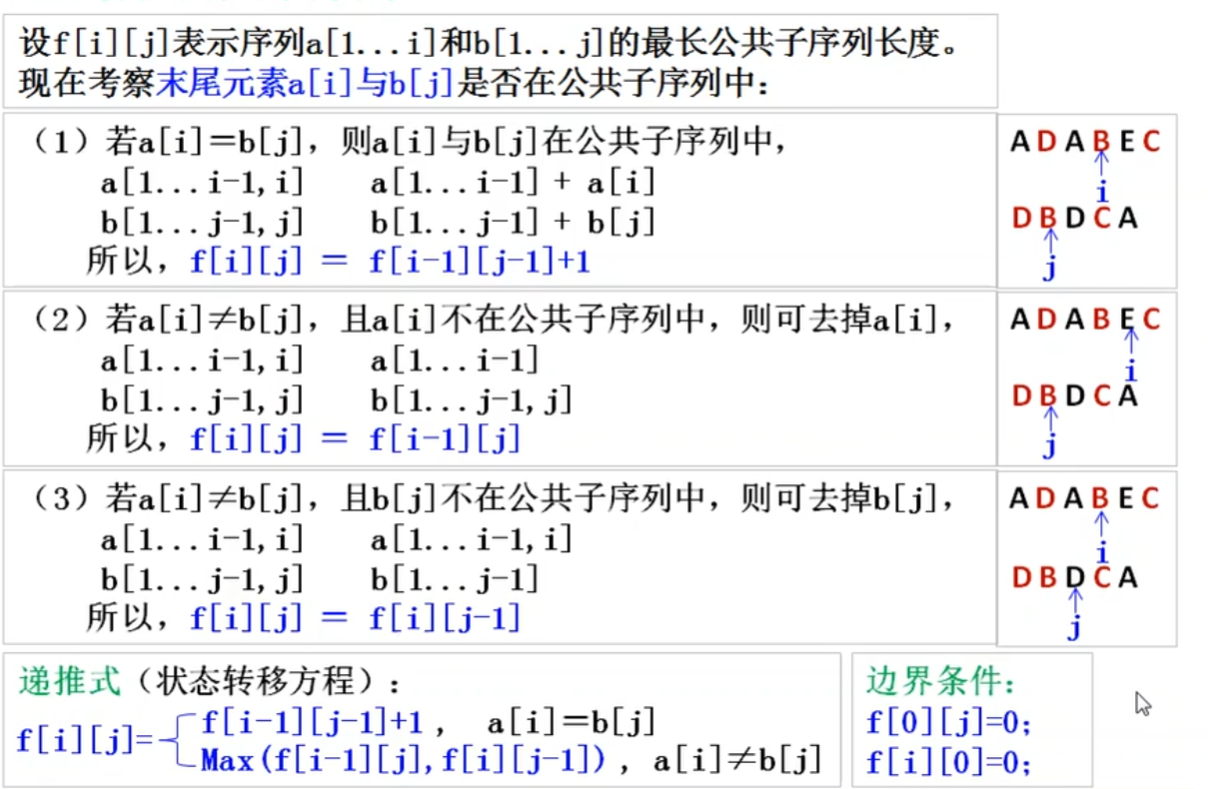 设f[i][j]表示序列a[1...i]和b[1...j]的最长公共子序列长度。
现在考察末尾元素a[i]与b[j]是否在公共子序列中：
（1）若a[i]=b[j]，则a[i]与b[j]在公共子序列中，
a[1...i-1,i] a[1...i-1] + a[i]
b[1...j-1,j] b[1...j-1] + b[j]
所以，f[i][j] = f[i-1][j-1]+1
A D A B E C
i
D B D C A
j
（2）若a[i]≠b[j]，且a[i]不在公共子序列中，则可去掉a[i]，
a[1...i-1,i] a[1...i-1]
b[1...j-1,j] b[1...j-1,j]
所以，f[i][j] = f[i-1][j]
A D A B E C
i
D B D C A
j
（3）若a[i]≠b[j]，且b[j]不在公共子序列中，则可去掉b[j]，
a[1...i-1,i] a[1...i-1,i]
b[1...j-1,j] b[1...j-1]
所以，f[i][j] = f[i][j-1]
A D A B E C
i
D B D C A
j
递推式（状态转移方程）：
f[i][j]=
f[i-1][j-1]+1， a[i]=b[j]
Max(f[i-1][j],f[i][j-1])，a[i]≠b[j]
边界条件：
f[0][j]=0;
f[i][0]=0;